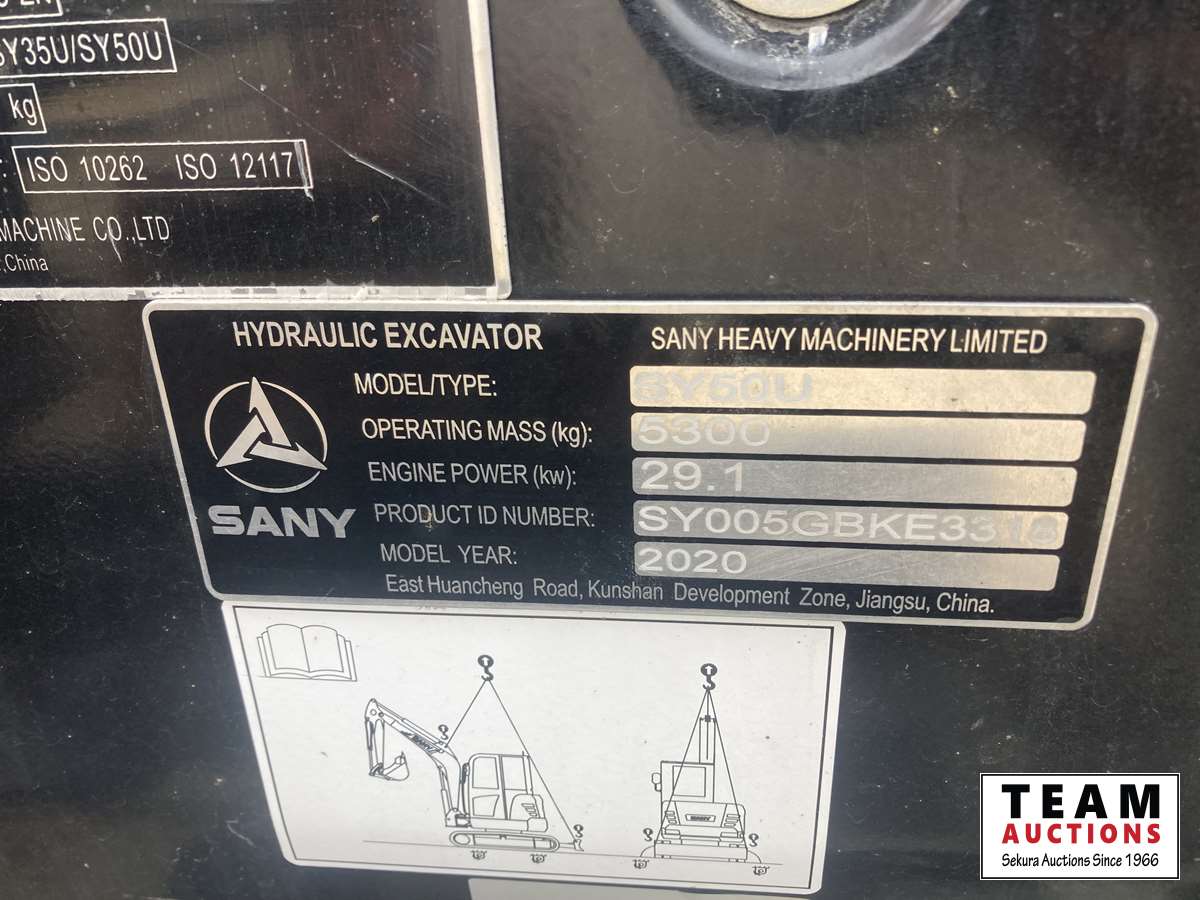 SY35U/SY50U
kg
ISO 10262 ISO 12117
MACHINE CO.,LTD
,China
HYDRAULIC EXCAVATOR
SANY HEAVY MACHINERY LIMITED
MODEL/TYPE: SY50U
OPERATING MASS (kg): 5300
ENGINE POWER (kw): 29.1
SANY
PRODUCT ID NUMBER:
MODEL YEAR: 2020
East Huancheng Road, Kunshan Development Zone, Jiangsu, China.
SANY
SANY
TEAM
AUCTIONS
Sekura Auctions Since 1966